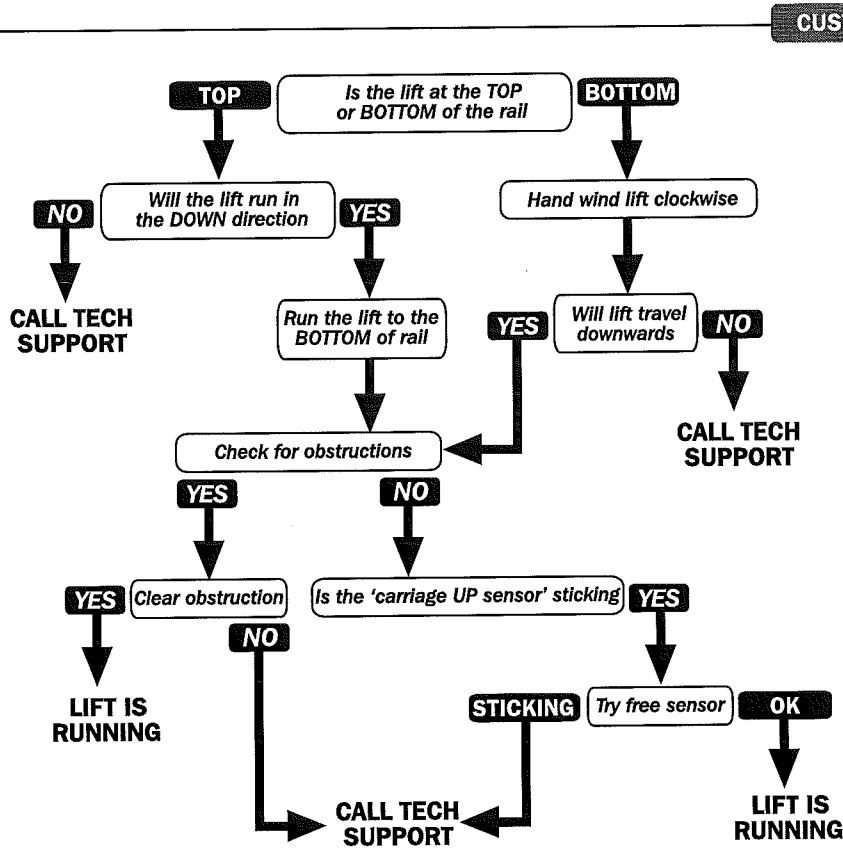 CUS
TOP
Is the lift at the TOP
or BOTTOM of the rail
BOTTOM
NO
Will the lift run in
the DOWN direction
YES
Hand wind lift clockwise
CALL TECH
SUPPORT
Run the lift to the
BOTTOM of rail
YES
Will lift travel
downwards
NO
Check for obstructions
CALL TECH
SUPPORT
YES
NO
YES
Clear obstruction
NO
Is the 'carriage UP sensor' sticking
YES
LIFT IS
RUNNING
STICKING
Try free sensor
OK
CALL TECH
SUPPORT
LIFT IS
RUNNING